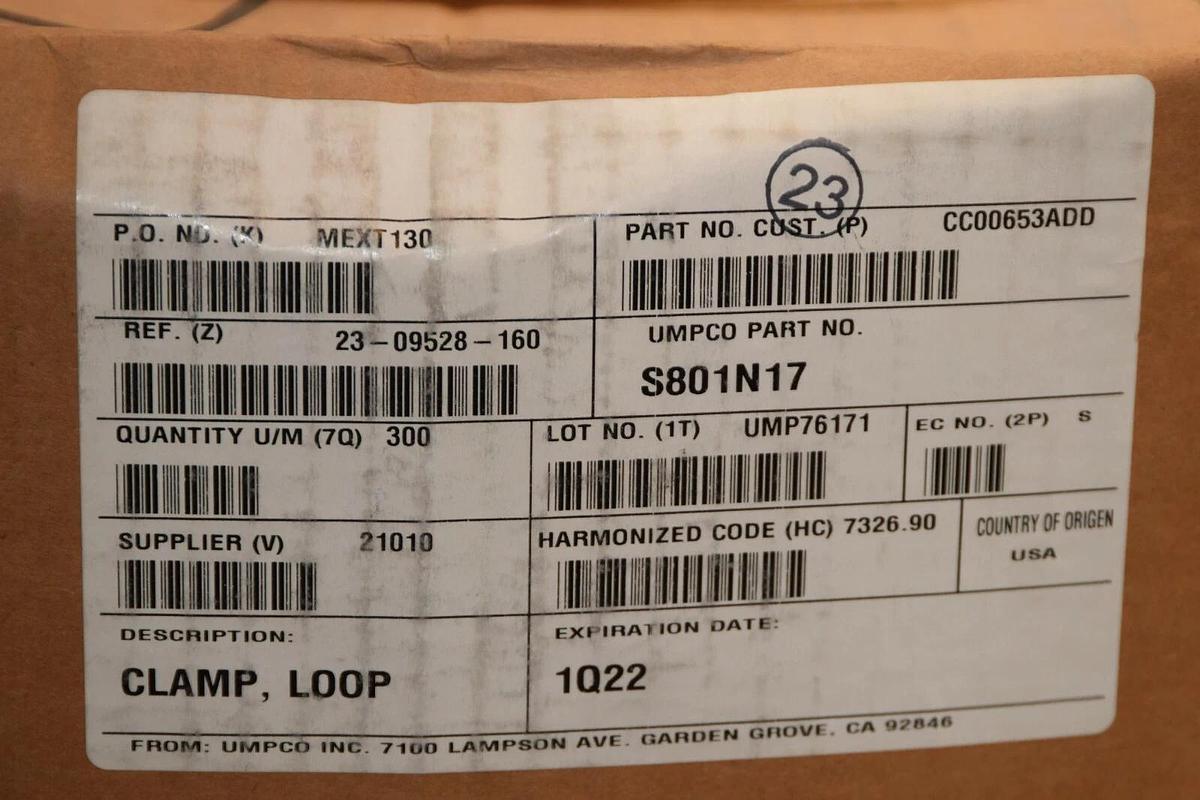 23
P.O. NO. (K) MEXT130
PART NO. CUST. (P) CC00653ADD
REF. (Z) 23-09528-160
UMPCO PART NO.
S801N17
QUANTITY U/M (7Q) 300
LOT NO. (1T) UMP76171
EC NO. (2P) S
SUPPLIER (V) 21010
HARMONIZED CODE (HC) 7326.90
COUNTRY OF ORIGEN
USA
DESCRIPTION:
CLAMP, LOOP
EXPIRATION DATE:
1Q22
FROM: UMPCO INC. 7100 LAMPSON AVE. GARDEN GROVE. CA 92846